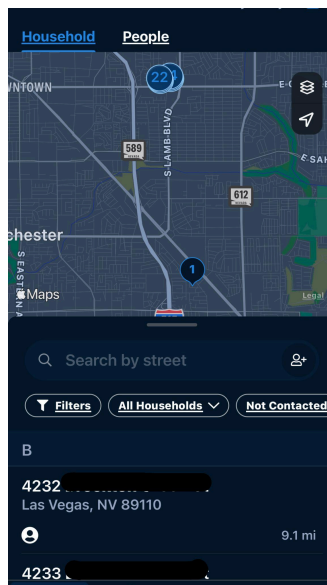 Household People
22
NTOWN
E C
589
S LAMB BLVD
E SAH
612
chester
1
S EASTERN A
Maps
Legal
Search by street
Filters All Households Not Contacted
B
4232
Las Vegas, NV 89110
9.1 mi
4233